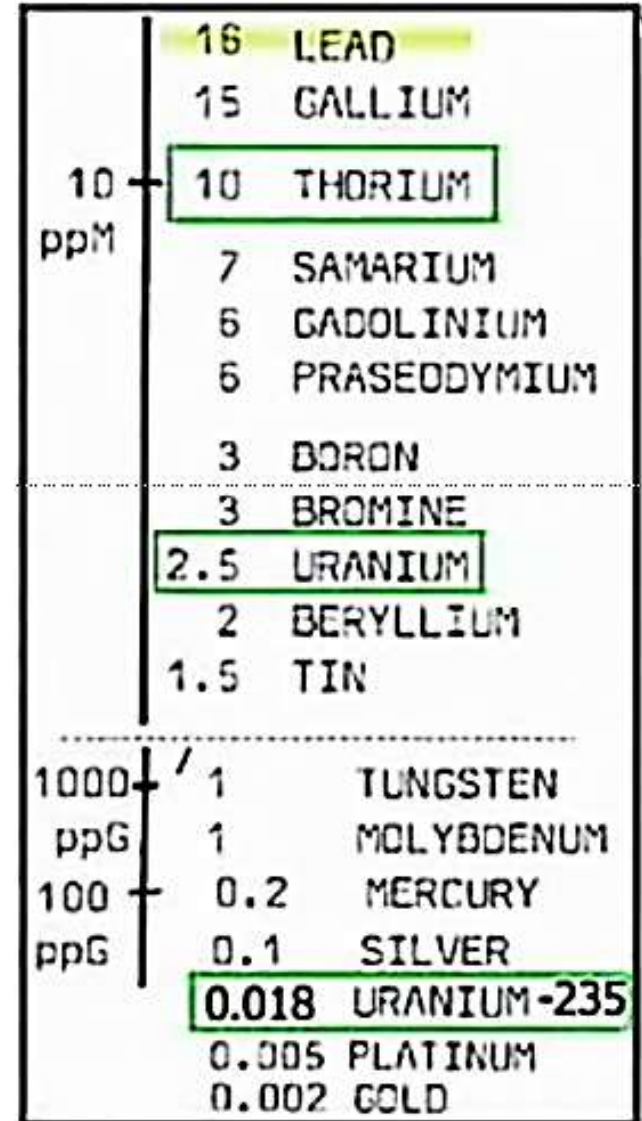 16 LEAD
15 GALLIUM
10 10 THORIUM
ppM
7 SAMARIUM
6 GADOLINIUM
6 PRASEODYMIUM
3 BORON
3 BROMINE
2.5 URANIUM
2 BERYLLIUM
1.5 TIN
1000 1 TUNGSTEN
ppG 1 MOLYBDENUM
100 0.2 MERCURY
ppG 0.1 SILVER
0.018 URANIUM-235
0.005 PLATINUM
0.002 GOLD